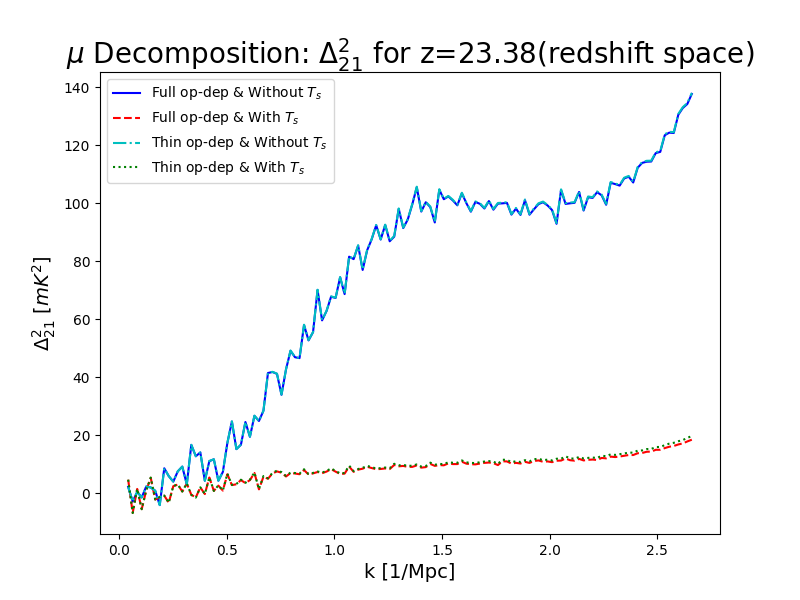 μ Decomposition: Δ²₂₁ for z=23.38(redshift space)
Full op-dep & Without Tₛ
Full op-dep & With Tₛ
Thin op-dep & Without Tₛ
Thin op-dep & With Tₛ
140
120
100
80
60
40
20
0
Δ²₂₁ [mK²]
0.0 0.5 1.0 1.5 2.0 2.5
k [1/Mpc]